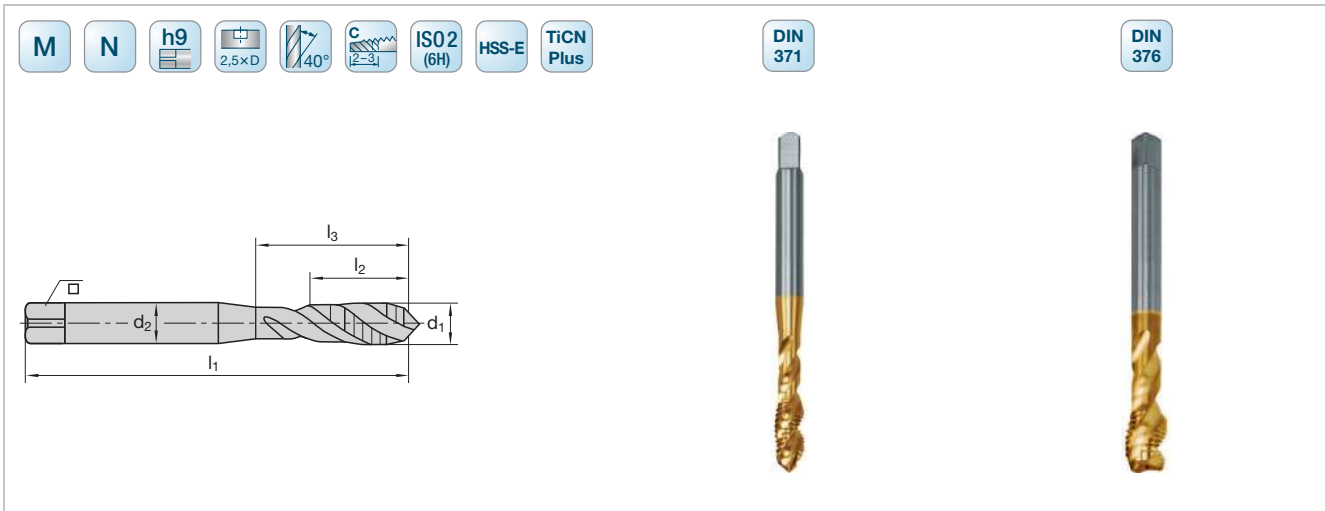 M
N
h9
2,5×D
40°
C
2–3
ISO 2
(6H)
HSS-E
TiCN
Plus
DIN
371
DIN
376
l3
l2
d2
d1
l1